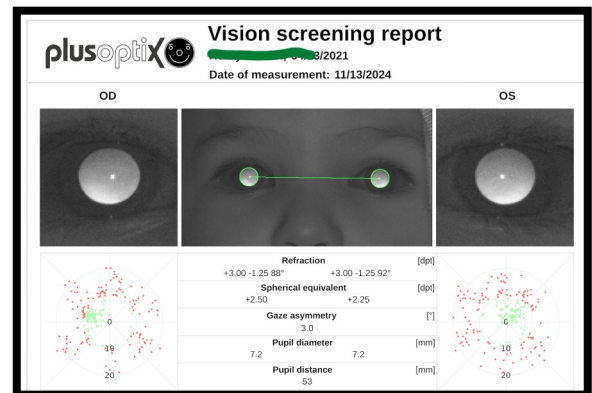 plusoptix
Vision screening report
3/2021
Date of measurement: 11/13/2024
OD
OS
Refraction [dpt]
+3.00 -1.25 88° +3.00 -1.25 92°
Spherical equivalent [dpt]
+2.50 +2.25
Gaze asymmetry [°]
3.0
Pupil diameter [mm]
7.2 7.2
Pupil distance [mm]
53
0
10
20
0
10
20